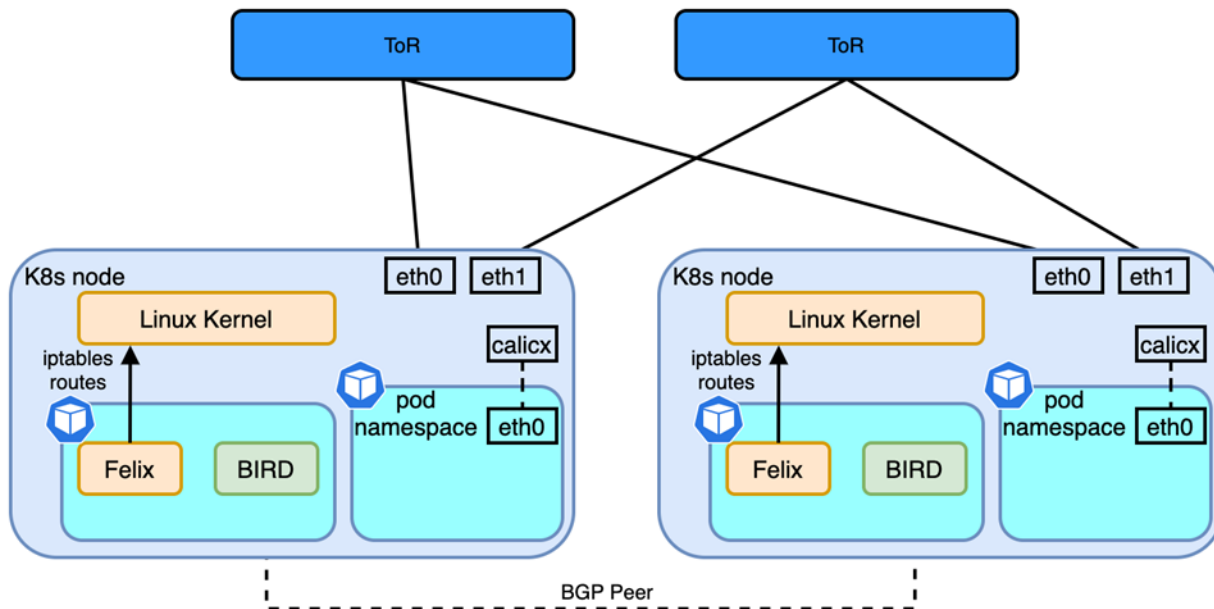 ToR
ToR
K8s node
eth0
eth1
Linux Kernel
iptables
routes
calicx
pod
namespace
eth0
Felix
BIRD
K8s node
eth0
eth1
Linux Kernel
iptables
routes
calicx
pod
namespace
eth0
Felix
BIRD
BGP Peer